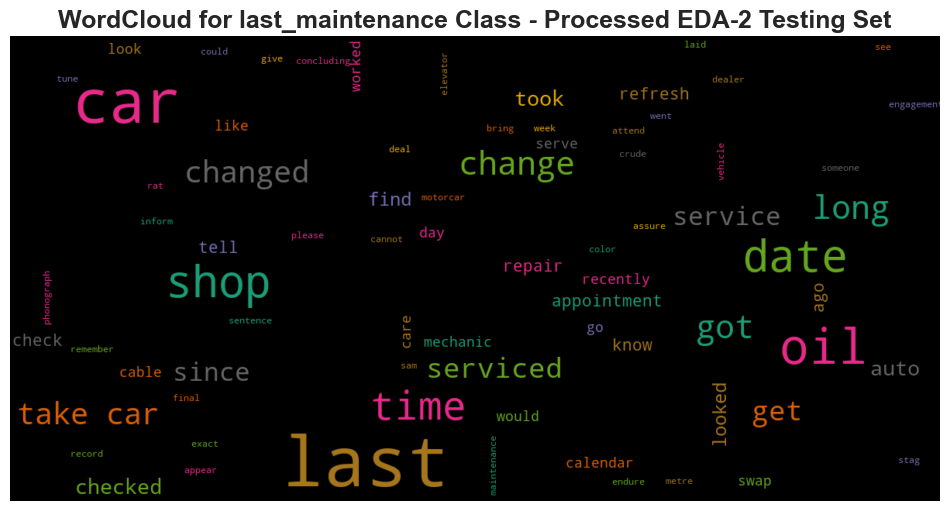 WordCloud for last_maintenance Class - Processed EDA-2 Testing Set
look
could
give
concluding
worked
elevator
laid
see
tune
car
dealer
took
refresh
engagement
like
went
bring
week
attend
deal
serve
crude
vehicle
changed
change
someone
rat
find
motorcar
long
service
inform
assure
please
day
cannot
tell
color
date
shop
repair
recently
phonograph
appointment
ago
sentence
care
go
got
check
remember
mechanic
know
oil
cable
since
sam
serviced
auto
final
take car
time
would
looked
get
exact
record
last
maintenance
appear
calendar
stag
checked
endure
metre
swap